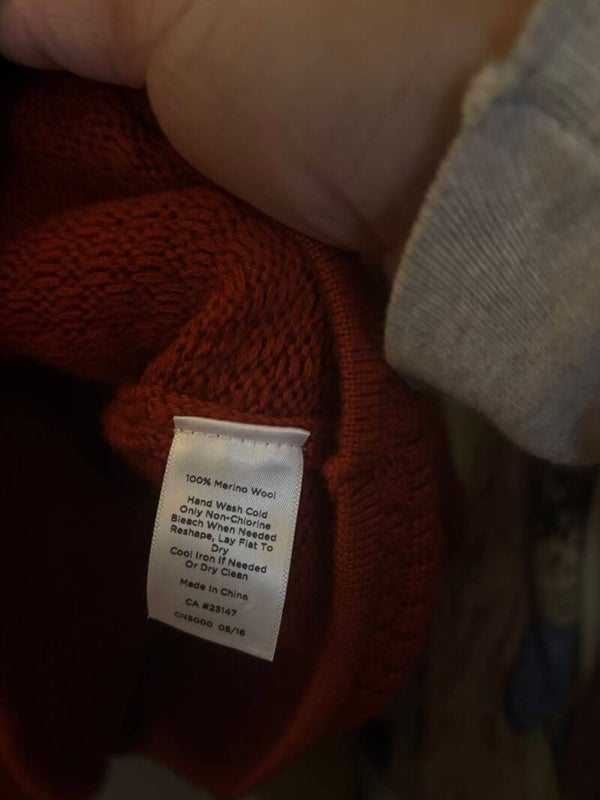 100% Merino Wool
Hand Wash Cold
Only Non-Chlorine
Bleach When Needed
Reshape, Lay Flat To
Dry
Cool Iron If Needed
Or Dry Clean
Made In China
CA #23147
CN5000 08/16